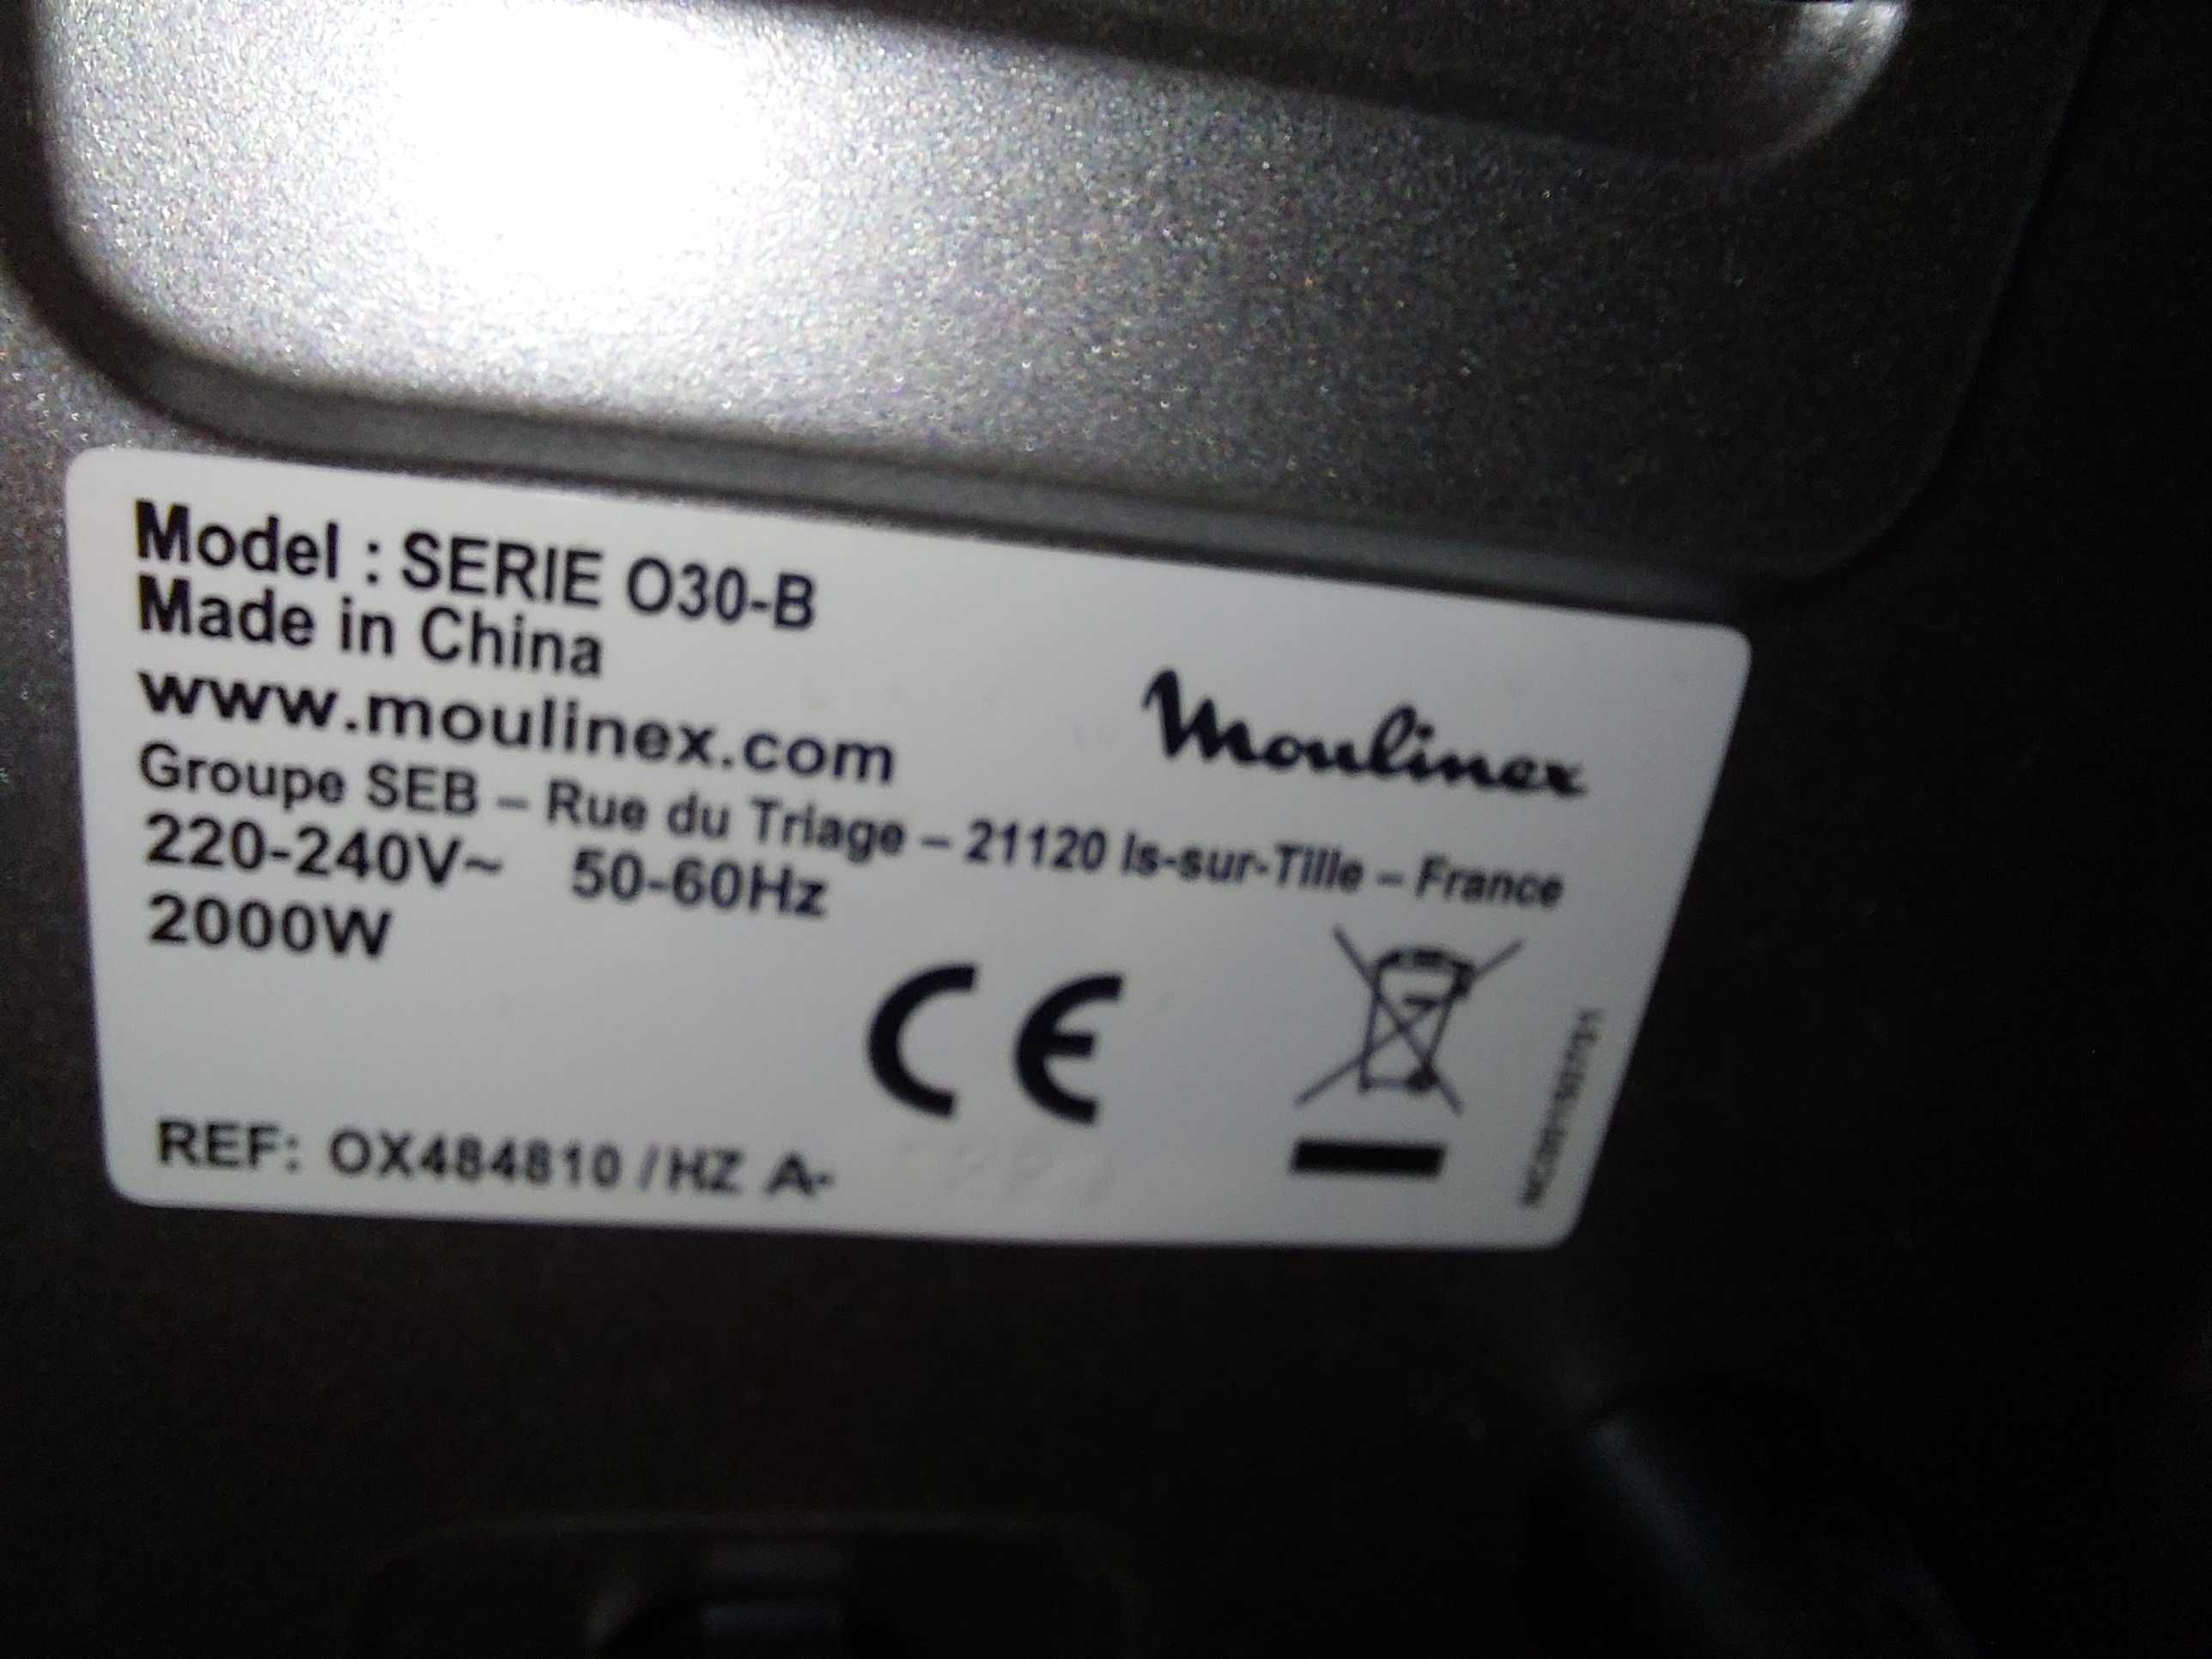 Model : SERIE O30-B
Made in China
www.moulinex.com
Moulinex
Groupe SEB – Rue du Triage – 21120 Is-sur-Tille – France
220-240V~ 50-60Hz
2000W
CE
REF: OX484810 / HZ A-